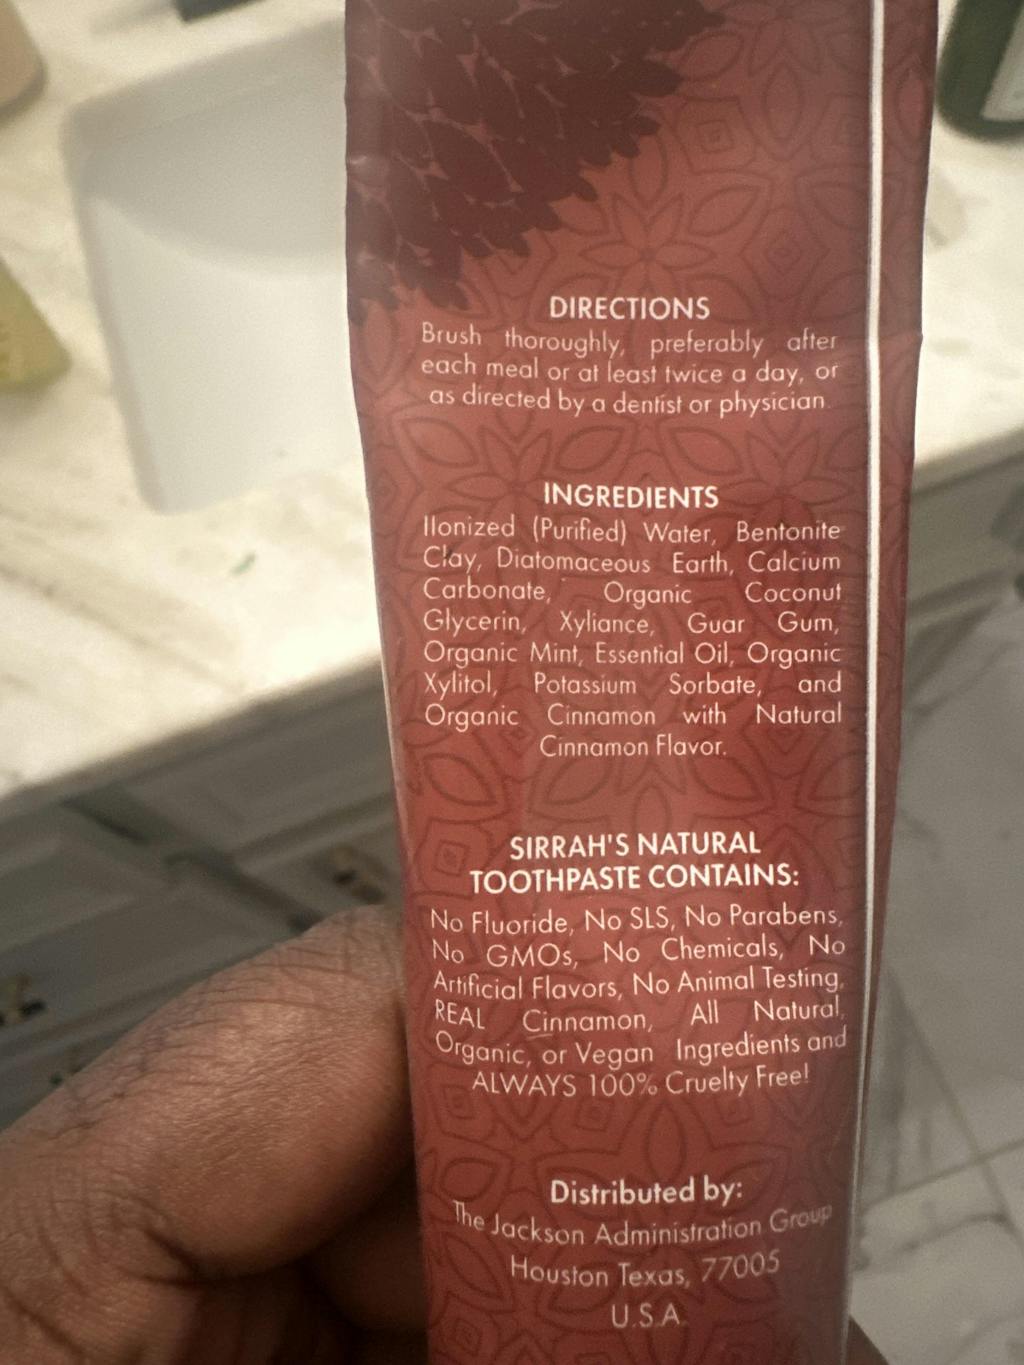 DIRECTIONS
Brush thoroughly, preferably after
each meal or at least twice a day, or
as directed by a dentist or physician.
INGREDIENTS
IIonized (Purified) Water, Bentonite
Clay, Diatomaceous Earth, Calcium
Carbonate, Organic Coconut
Glycerin, Xyliance, Guar Gum,
Organic Mint, Essential Oil, Organic
Xylitol, Potassium Sorbate, and
Organic Cinnamon with Natural
Cinnamon Flavor.
SIRRAH'S NATURAL
TOOTHPASTE CONTAINS:
No Fluoride, No SLS, No Parabens,
No GMOs, No Chemicals, No
Artificial Flavors, No Animal Testing,
REAL Cinnamon, All Natural,
Organic, or Vegan Ingredients and
ALWAYS 100% Cruelty Free!
Distributed by:
The Jackson Administration Group
Houston Texas, 77005
U.S.A.